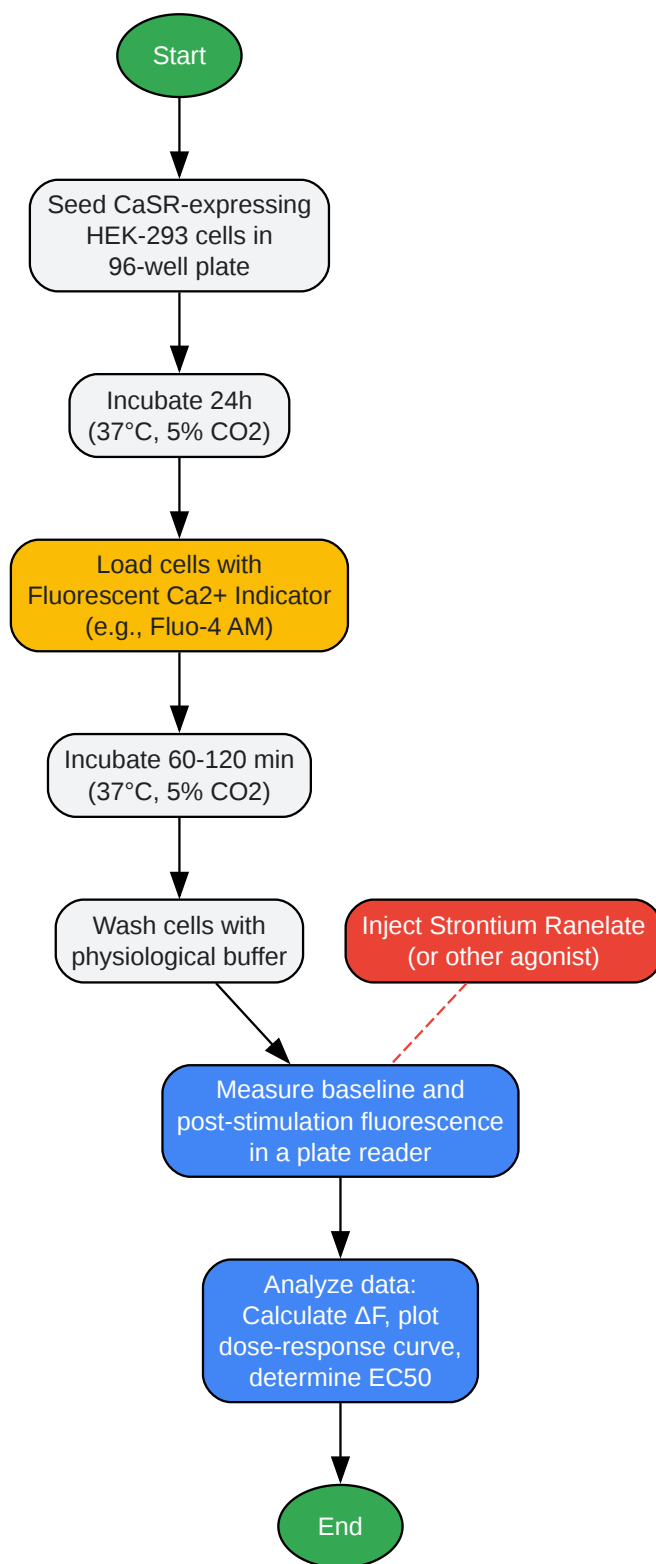 Start
Seed CaSR-expressing
HEK-293 cells in
96-well plate
Incubate 24h
(37°C, 5% CO2)
Load cells with
Fluorescent Ca2+ Indicator
(e.g., Fluo-4 AM)
Incubate 60-120 min
(37°C, 5% CO2)
Wash cells with
physiological buffer
Inject Strontium Ranelate
(or other agonist)
Measure baseline and
post-stimulation fluorescence
in a plate reader
Analyze data:
Calculate ΔF, plot
dose-response curve,
determine EC50
End